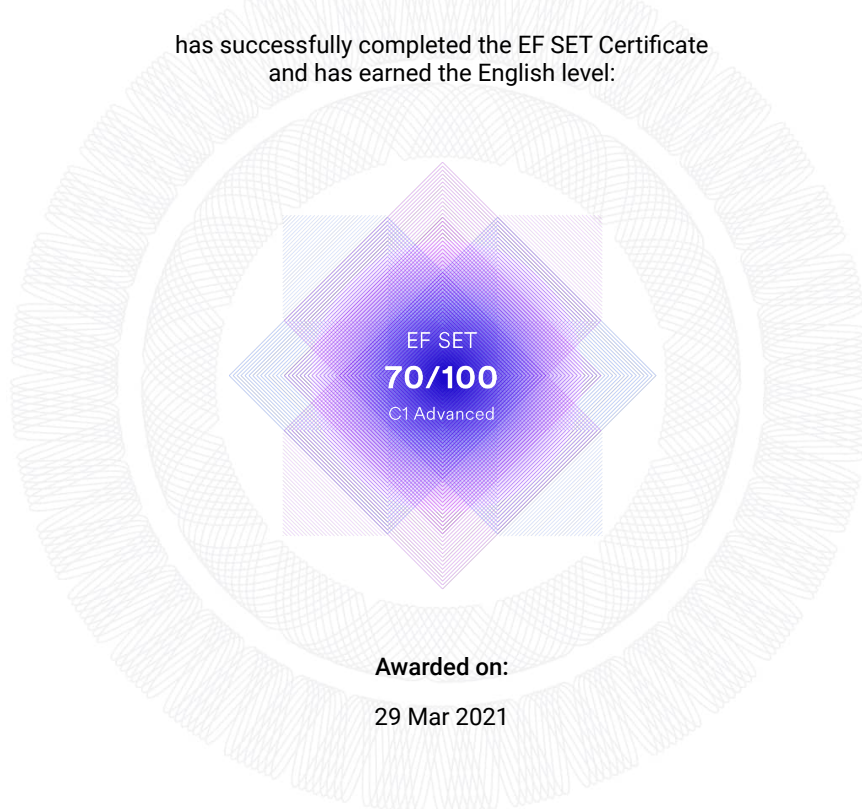 has successfully completed the EF SET Certificate
and has earned the English level:
EF SET
70/100
C1 Advanced
Awarded on:
29 Mar 2021